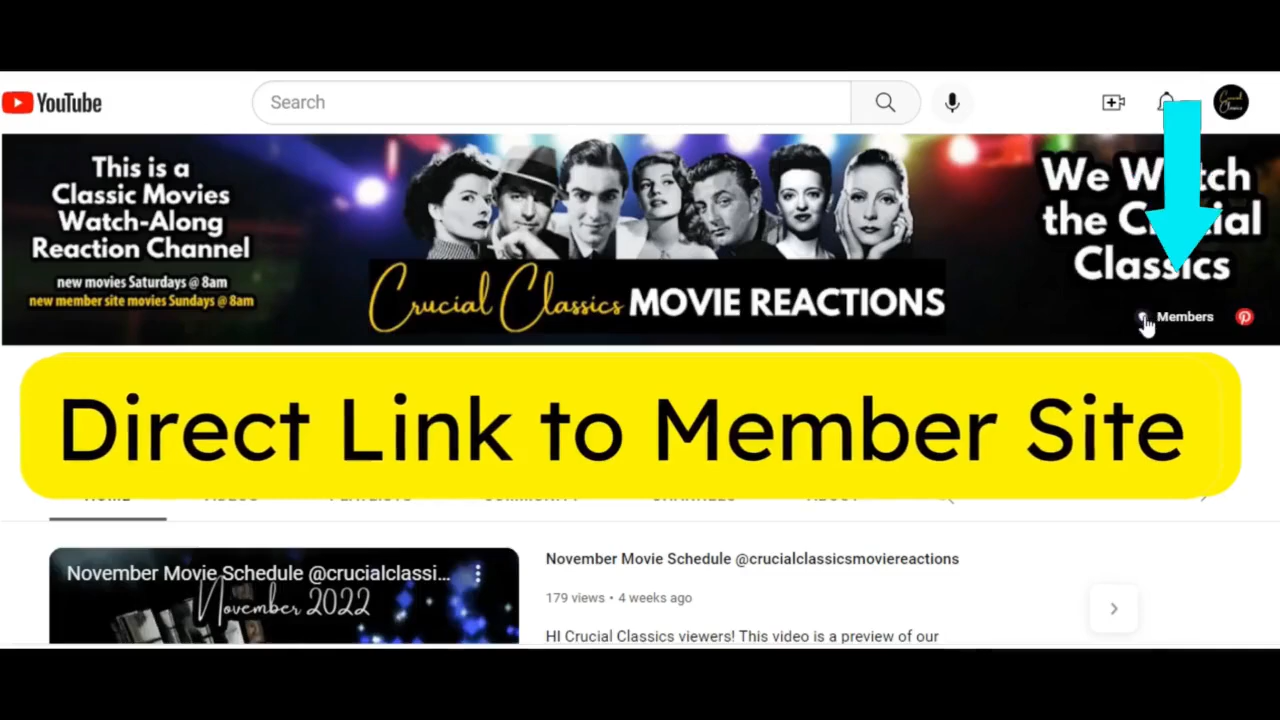 YouTube
Search
This is a
Classic Movies
Watch-Along
Reaction Channel
new movies Saturdays @ 8am
new member site movies Sundays @ 8am
Crucial Classics MOVIE REACTIONS
We
the
Classics
Members
Direct Link to Member Site
November Movie Schedule @crucialclassi...
November 2022
November Movie Schedule @crucialclassicsmoviereactions
179 views • 4 weeks ago
HI Crucial Classics viewers! This video is a preview of our